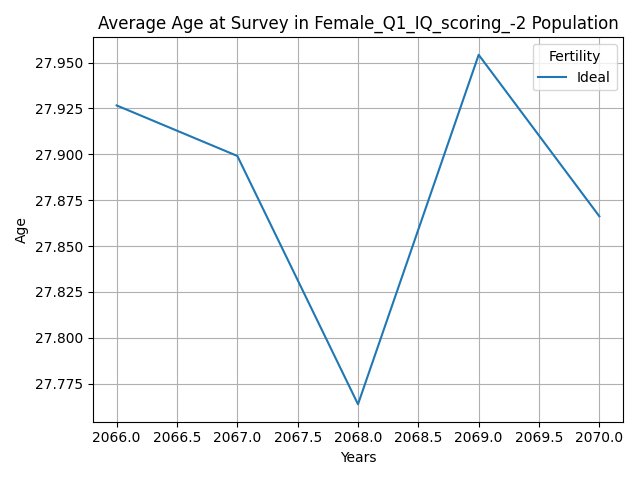 Average Age at Survey in Female_Q1_IQ_scoring_-2 Population
Fertility
Ideal
27.950
27.925
27.900
27.875
27.850
27.825
27.800
27.775
Age
2066.0 2066.5 2067.0 2067.5 2068.0 2068.5 2069.0 2069.5 2070.0
Years